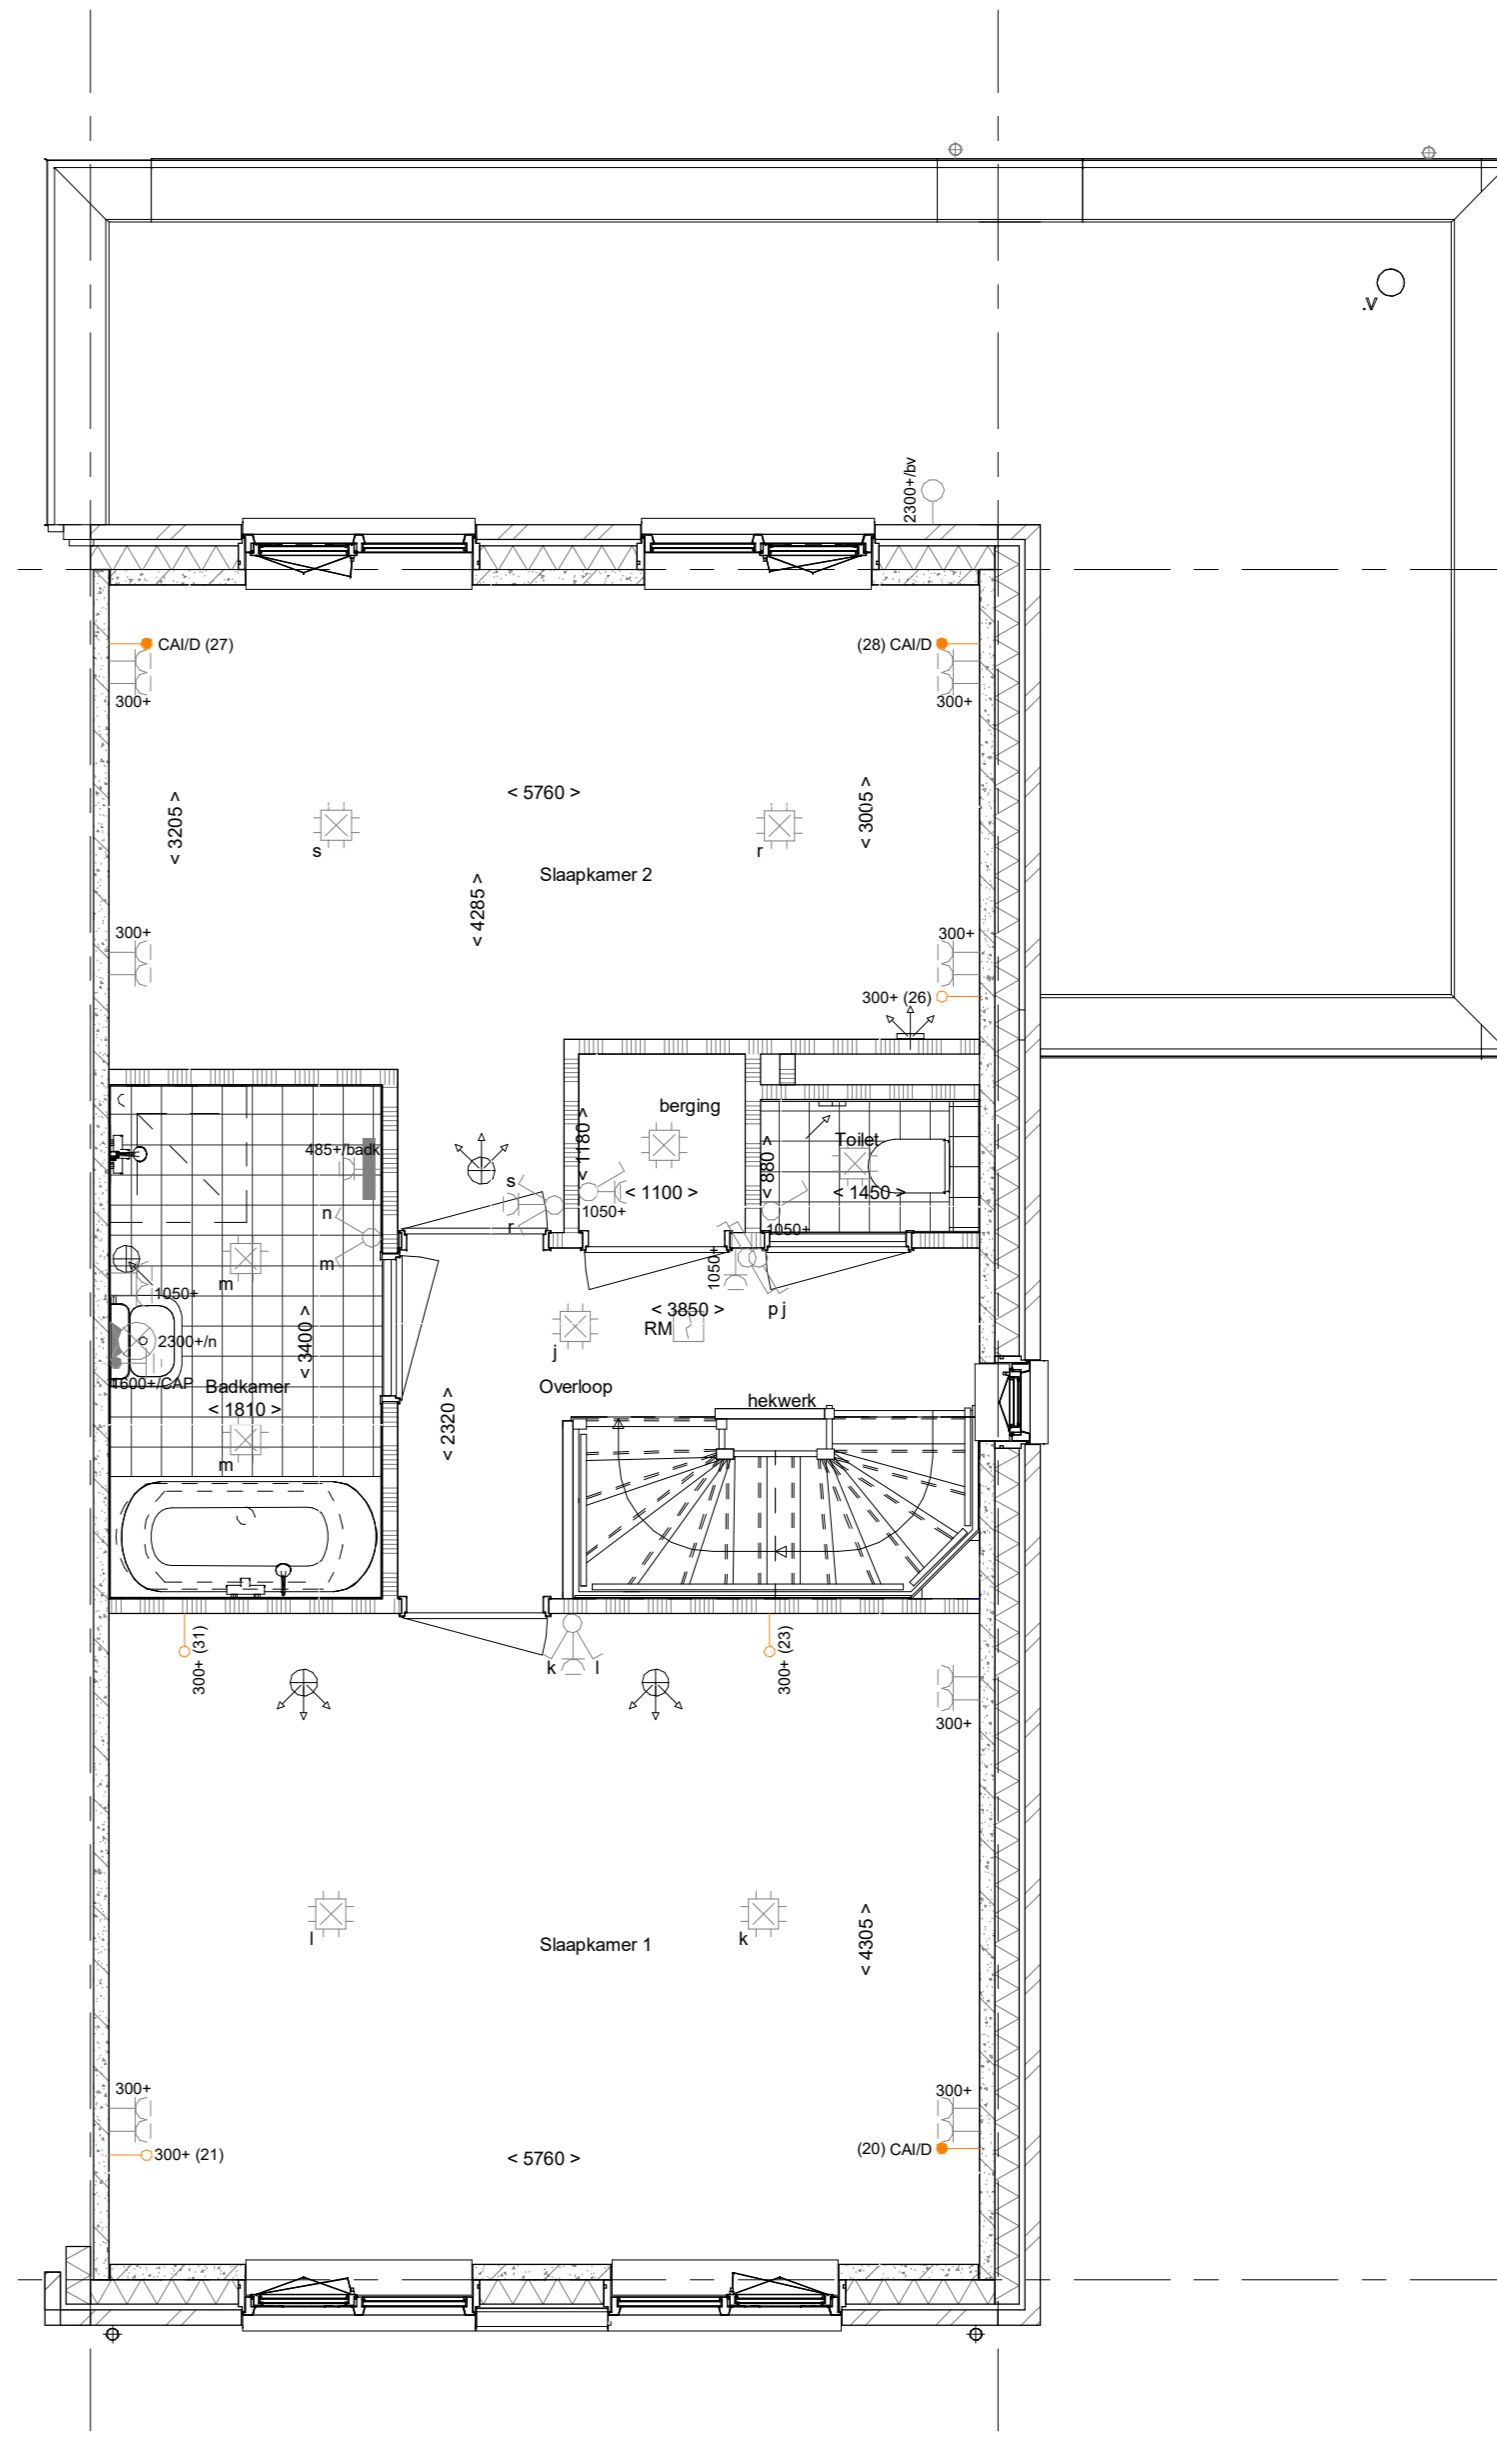 .V
2300+/bv
CAI/D (27)
(28) CAI/D
300+
300+
< 5760 >
< 3205 >
< 3005 >
s
r
Slaapkamer 2
< 4285 >
300+
300+
300+ (26)
berging
< 1180 >
Toilet
485+/badk
< 880 >
s
< 1100 >
< 1450 >
n
1050+
r
1050+
m
1050+
m
1050+
< 3850 >
p j
RM
2300+/n
< 3400 >
j
1600+/CAP
Badkamer
Overloop
< 1810 >
hekwerk
< 2320 >
m
300+ (31)
300+ (23)
k
l
300+
l
k
Slaapkamer 1
< 4305 >
300+
300+
300+ (21)
(20) CAI/D
< 5760 >